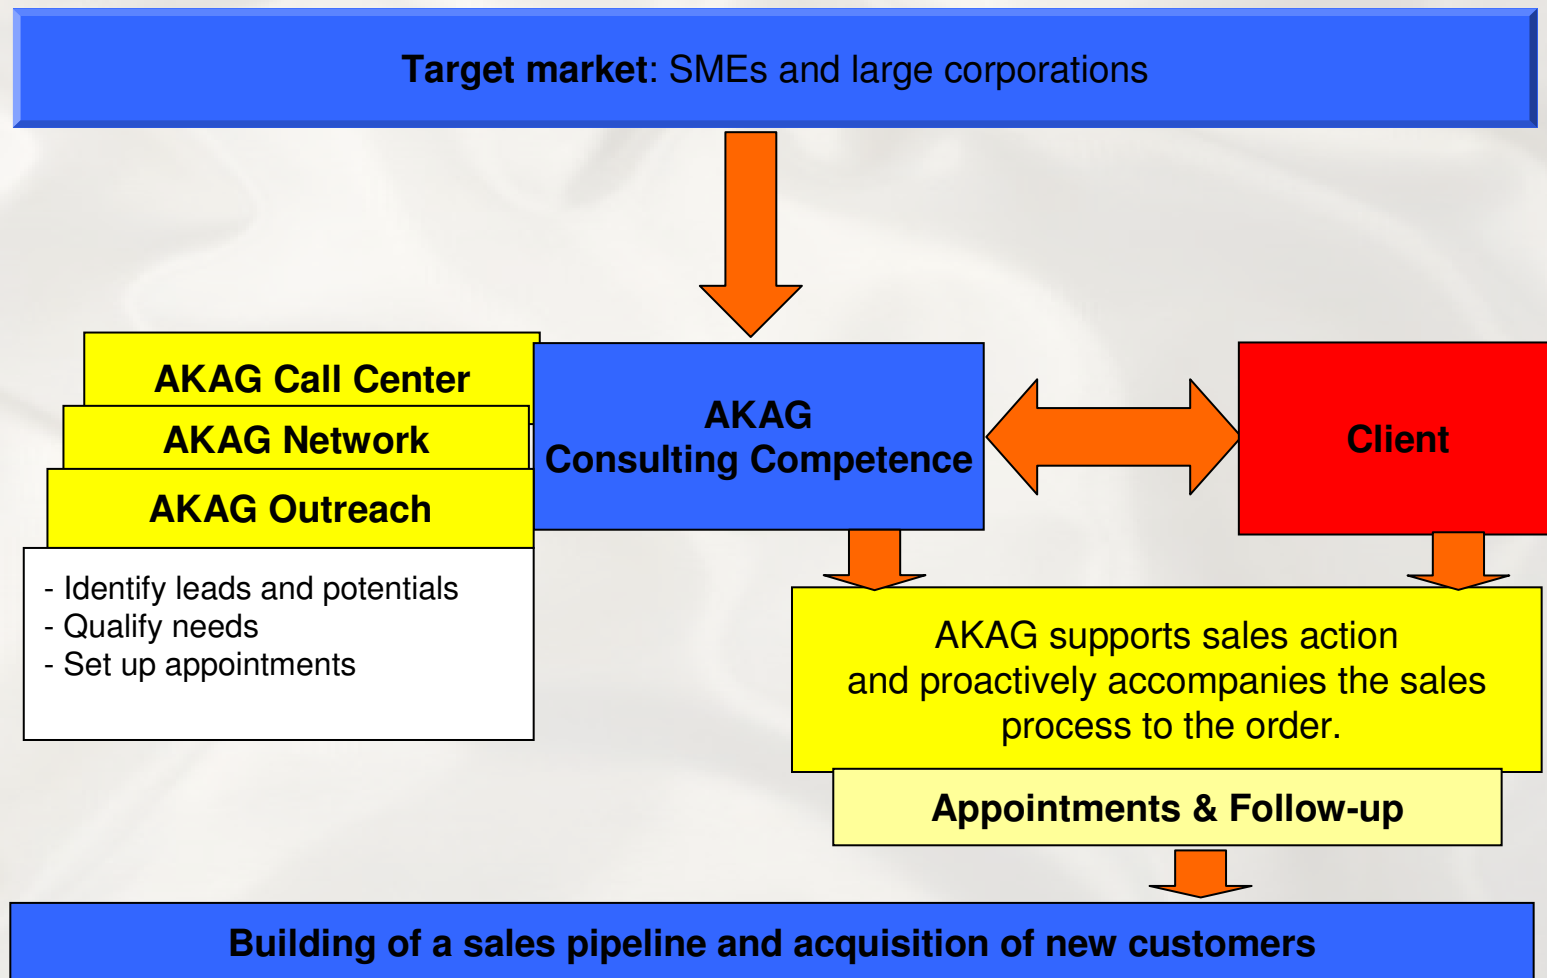 Target market: SMEs and large corporations
AKAG Call Center
AKAG Network
AKAG Outreach
- Identify leads and potentials
- Qualify needs
- Set up appointments
AKAG
Consulting Competence
Client
AKAG supports sales action
and proactively accompanies the sales
process to the order.
Appointments & Follow-up
Building of a sales pipeline and acquisition of new customers